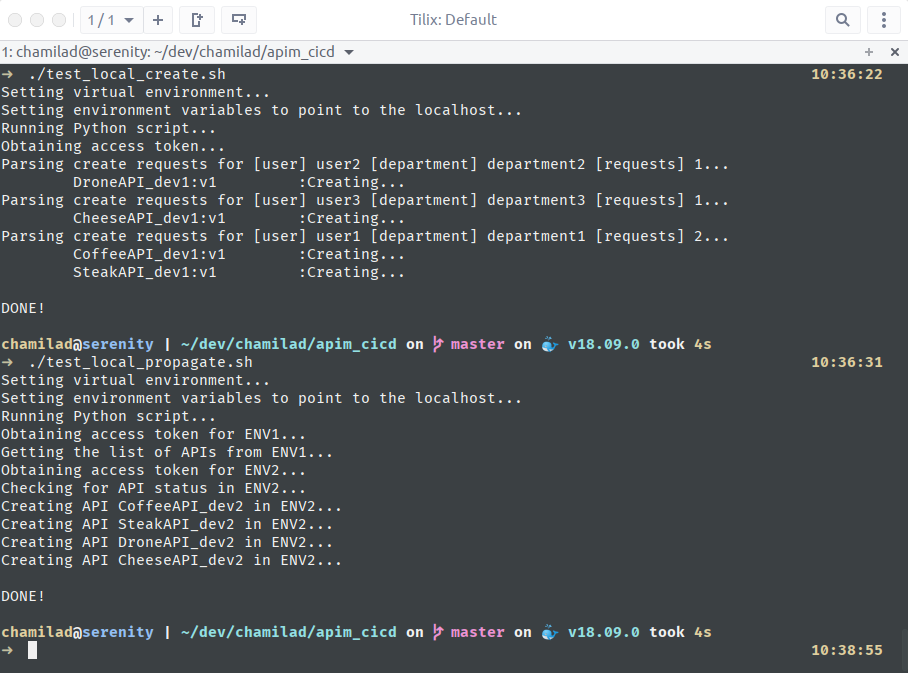 1 / 1
Tilix: Default
1: chamilad@serenity: ~/dev/chamilad/apim_cicd
➜ ./test_local_create.sh 10:36:22
Setting virtual environment...
Setting environment variables to point to the localhost...
Running Python script...
Obtaining access token...
Parsing create requests for [user] user2 [department] department2 [requests] 1...
DroneAPI_dev1:v1 :Creating...
Parsing create requests for [user] user3 [department] department3 [requests] 1...
CheeseAPI_dev1:v1 :Creating...
Parsing create requests for [user] user1 [department] department1 [requests] 2...
CoffeeAPI_dev1:v1 :Creating...
SteakAPI_dev1:v1 :Creating...
DONE!
chamilad@serenity | ~/dev/chamilad/apim_cicd on master on 🐳 v18.09.0 took 4s
➜ ./test_local_propagate.sh 10:36:31
Setting virtual environment...
Setting environment variables to point to the localhost...
Running Python script...
Obtaining access token for ENV1...
Getting the list of APIs from ENV1...
Obtaining access token for ENV2...
Checking for API status in ENV2...
Creating API CoffeeAPI_dev2 in ENV2...
Creating API SteakAPI_dev2 in ENV2...
Creating API DroneAPI_dev2 in ENV2...
Creating API CheeseAPI_dev2 in ENV2...
DONE!
chamilad@serenity | ~/dev/chamilad/apim_cicd on master on 🐳 v18.09.0 took 4s
➜ 10:38:55